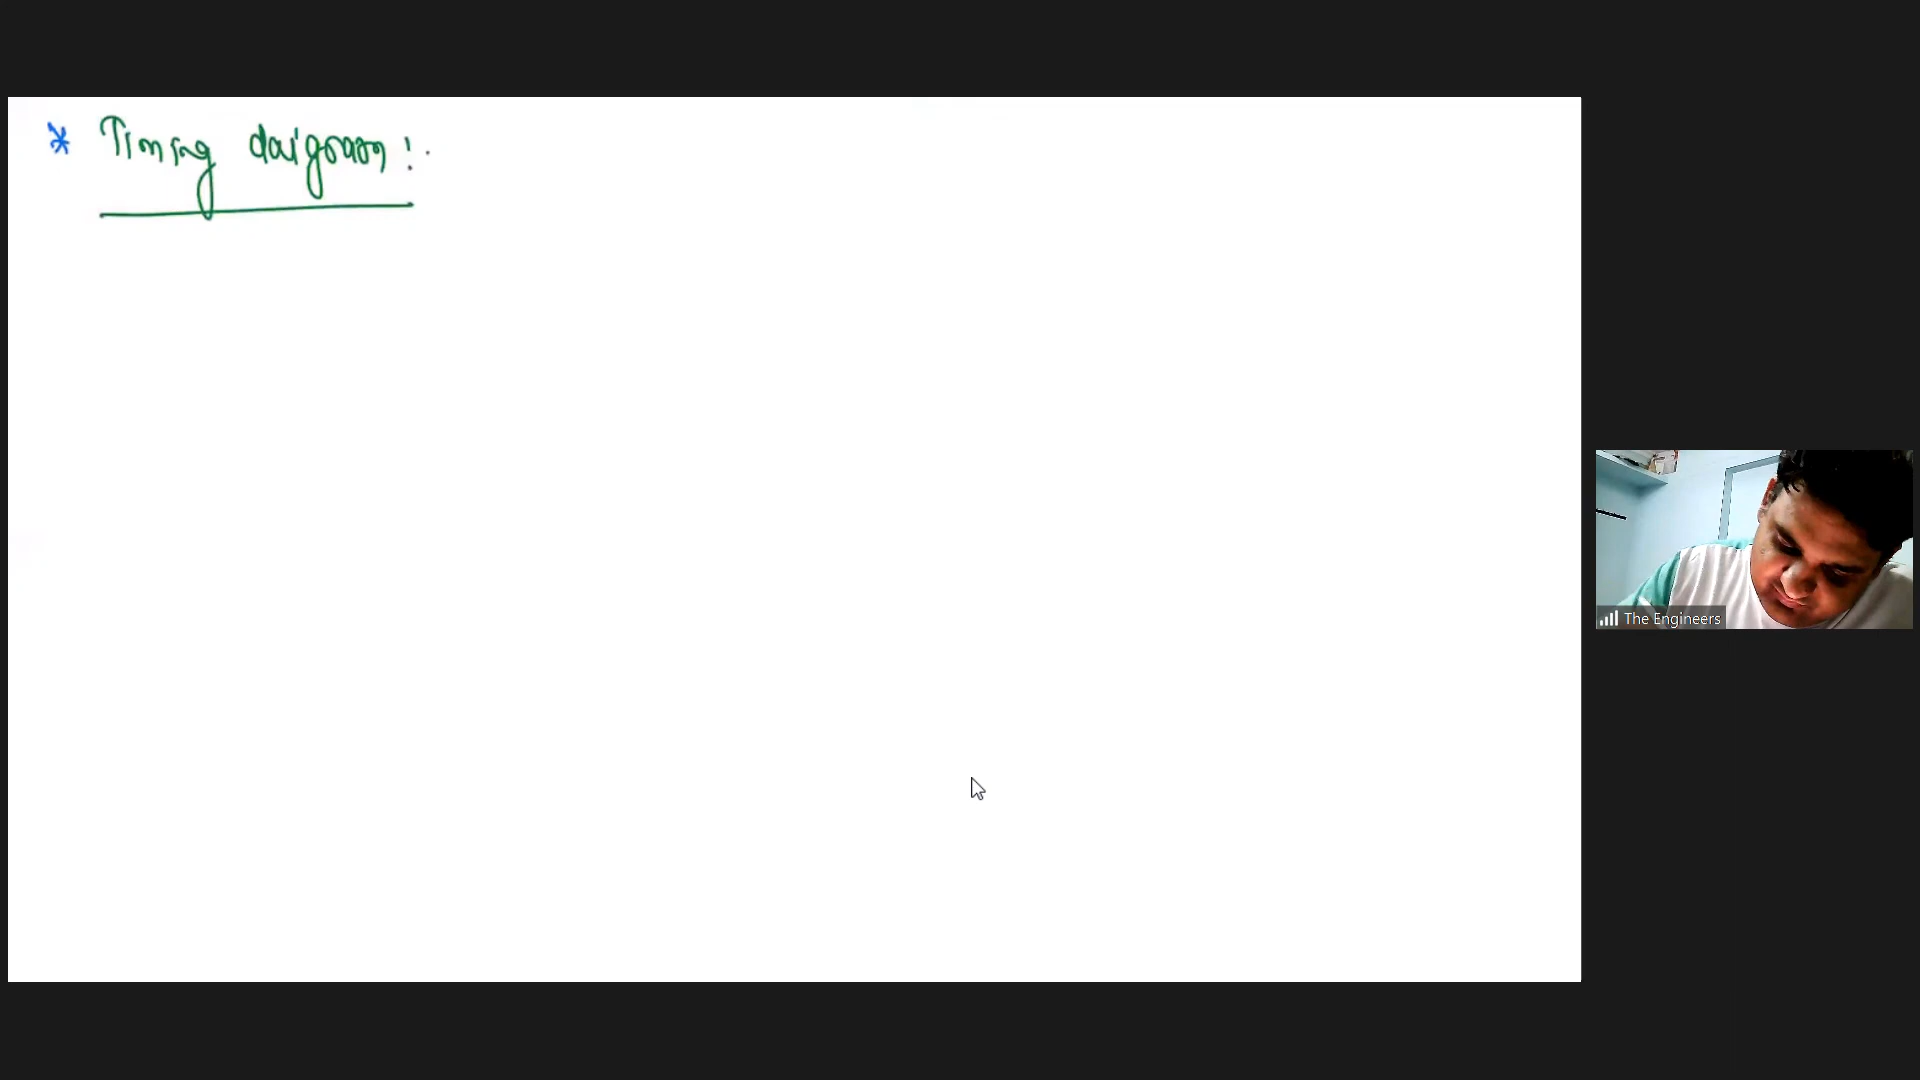 * Timing daigram :-
The Engineers